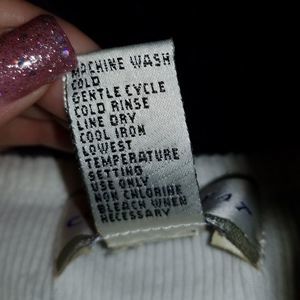 MACHINE WASH
COLD
GENTLE CYCLE
COLD RINSE
LINE DRY
COOL IRON
LOWEST
TEMPERATURE
SETTING
USE ONLY
NON CHLORINE
BLEACH WHEN
NECESSARY